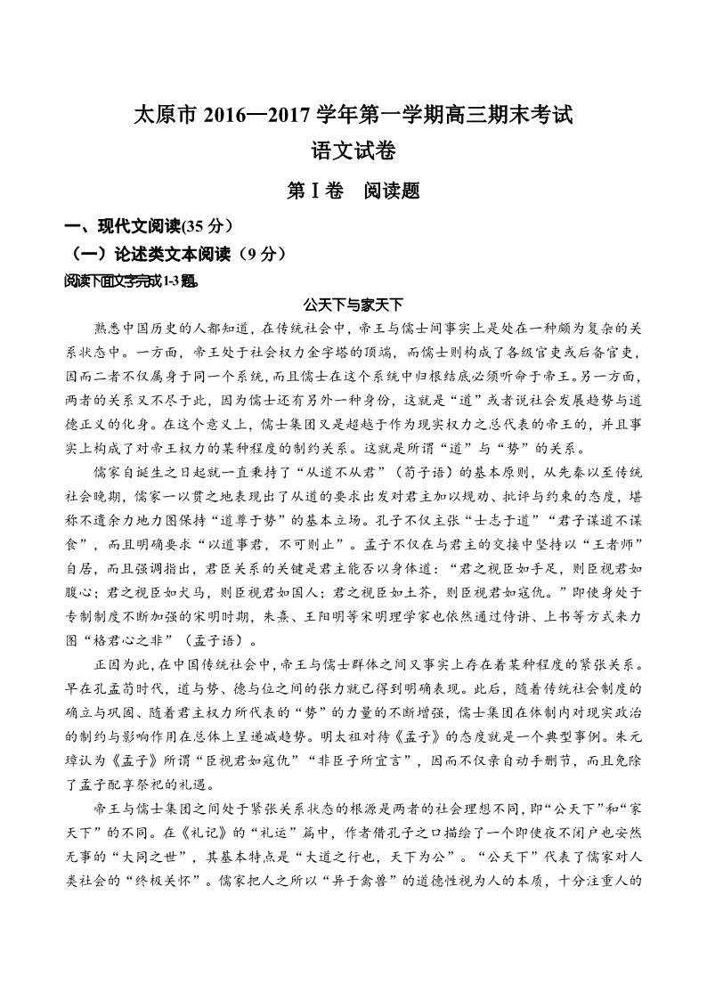 太原市 2016—2017 学年第一学期高三期末考试
语文试卷
第Ⅰ卷　阅读题
一、现代文阅读(35 分）
（一）论述类文本阅读（9 分）
阅读下面文字完成 1-3 题。
公天下与家天下
熟悉中国历史的人都知道，在传统社会中，帝王与儒士间事实上是处在一种颇为复杂的关
系状态中。一方面，帝王处于社会权力金字塔的顶端，而儒士则构成了各级官吏或后备官吏，
因而二者不仅属身于同一个系统，而且儒士在这个系统中归根结底必须听命于帝王。另一方面，
两者的关系又不尽于此，因为儒士还有另外一种身份，这就是“道”或者说社会发展趋势与道
德正义的化身。在这个意义上，儒士集团又是超越于作为现实权力之总代表的帝王的，并且事
实上构成了对帝王权力的某种程度的制约关系。这就是所谓“道”与“势”的关系。
儒家自诞生之日起就一直秉持了“从道不从君”（荀子语）的基本原则，从先秦以至传统
社会晚期，儒家一以贯之地表现出了从道的要求出发对君主加以规劝、批评与约束的态度，堪
称不遗余力地力图保持“道尊于势”的基本立场。孔子不仅主张“士志于道”“君子谋道不谋
食”，而且明确要求“以道事君，不可则止”。孟子不仅在与君主的交接中坚持以“王者师”
自居，而且强调指出，君臣关系的关键是君主能否以身体道：“君之视臣如手足，则臣视君如
腹心；君之视臣如犬马，则臣视君如国人；君之视臣如土芥，则臣视君如寇仇。”即使身处于
专制制度不断加强的宋明时期，朱熹、王阳明等宋明理学家也依然通过侍讲、上书等方式来力
图“格君心之非”（孟子语）。
正因为此，在中国传统社会中，帝王与儒士群体之间又事实上存在着某种程度的紧张关系。
早在孔孟荀时代，道与势、德与位之间的张力就已得到明确表现。此后，随着传统社会制度的
确立与巩固、随着君主权力所代表的“势”的力量的不断增强，儒士集团在体制内对现实政治
的制约与影响作用在总体上呈递减趋势。明太祖对待《孟子》的态度就是一个典型事例。朱元
璋认为《孟子》所谓“臣视君如寇仇”“非臣子所宜言”，因而不仅亲自动手删节，而且免除
了孟子配享祭祀的礼遇。
帝王与儒士集团之间处于紧张关系状态的根源是两者的社会理想不同，即“公天下”和“家
天下”的不同。在《礼记》的“礼运”篇中，作者借孔子之口描绘了一个即使夜不闭户也安然
无事的“大同之世”，其基本特点是“大道之行也，天下为公”。“公天下”代表了儒家对人
类社会的“终极关怀”。儒家把人之所以“异于禽兽”的道德性视为人的本质，十分注重人的